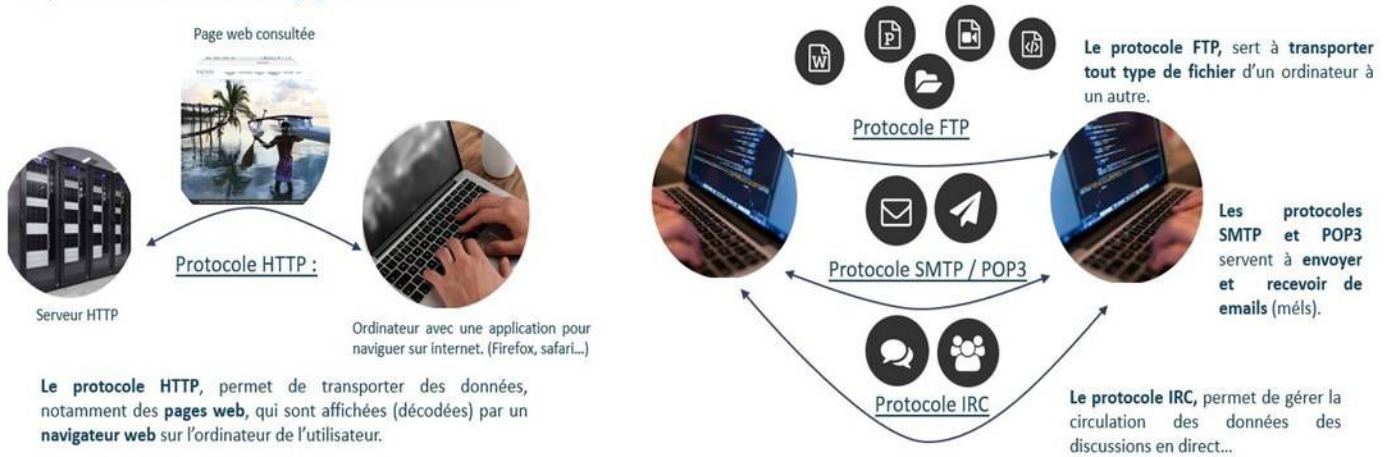 Page web consultée
Protocole HTTP :
Serveur HTTP
Ordinateur avec une application pour
naviguer sur internet. (Firefox, safari...)
Le protocole HTTP, permet de transporter des données,
notamment des pages web, qui sont affichées (décodées) par un
navigateur web sur l'ordinateur de l'utilisateur.
W
P
Protocole FTP
Le protocole FTP, sert à transporter
tout type de fichier d'un ordinateur à
un autre.
Protocole SMTP / POP3
Les protocoles
SMTP et POP3
servent à envoyer
et recevoir de
emails (méls).
Protocole IRC
Le protocole IRC, permet de gérer la
circulation des données des
discussions en direct...